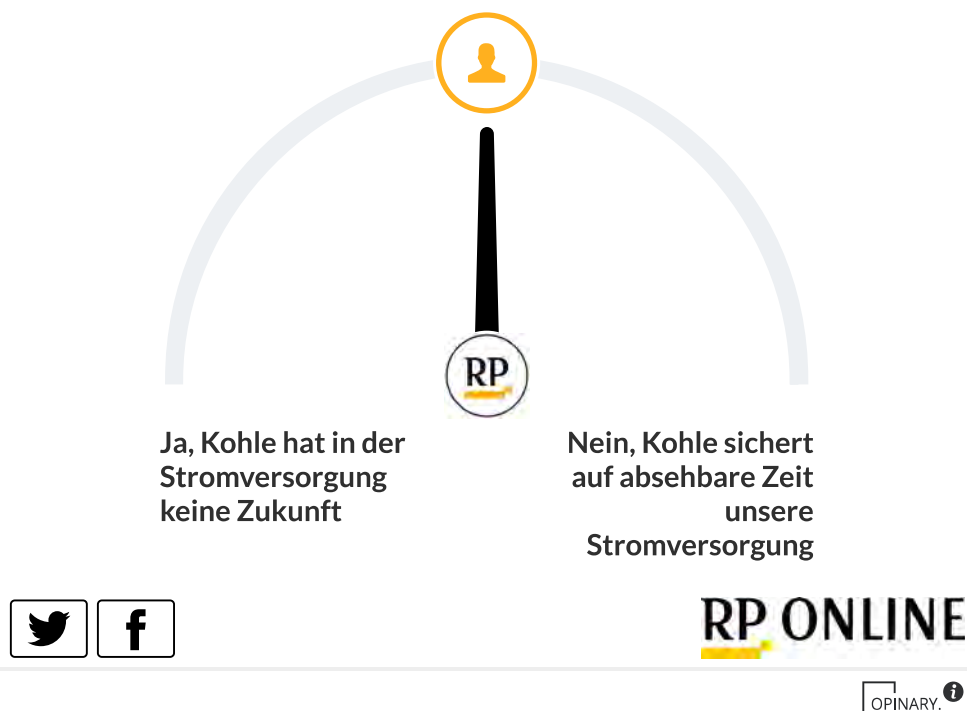 RP
Ja, Kohle hat in der
Stromversorgung
keine Zukunft
Nein, Kohle sichert
auf absehbare Zeit
unsere
Stromversorgung
RP ONLINE
OPINARY.